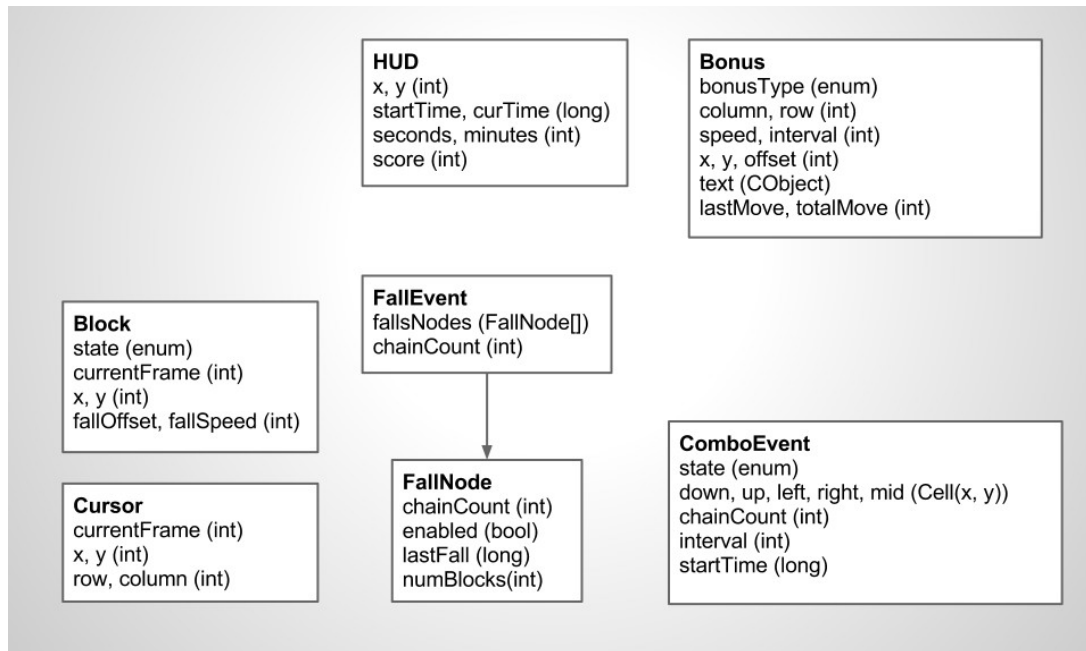 HUD
x, y (int)
startTime, curTime (long)
seconds, minutes (int)
score (int)
Bonus
bonusType (enum)
column, row (int)
speed, interval (int)
x, y, offset (int)
text (CObject)
lastMove, totalMove (int)
Block
state (enum)
currentFrame (int)
x, y (int)
fallOffset, fallSpeed (int)
FallEvent
fallsNodes (FallNode[])
chainCount (int)
Cursor
currentFrame (int)
x, y (int)
row, column (int)
FallNode
chainCount (int)
enabled (bool)
lastFall (long)
numBlocks(int)
ComboEvent
state (enum)
down, up, left, right, mid (Cell(x, y))
chainCount (int)
interval (int)
startTime (long)